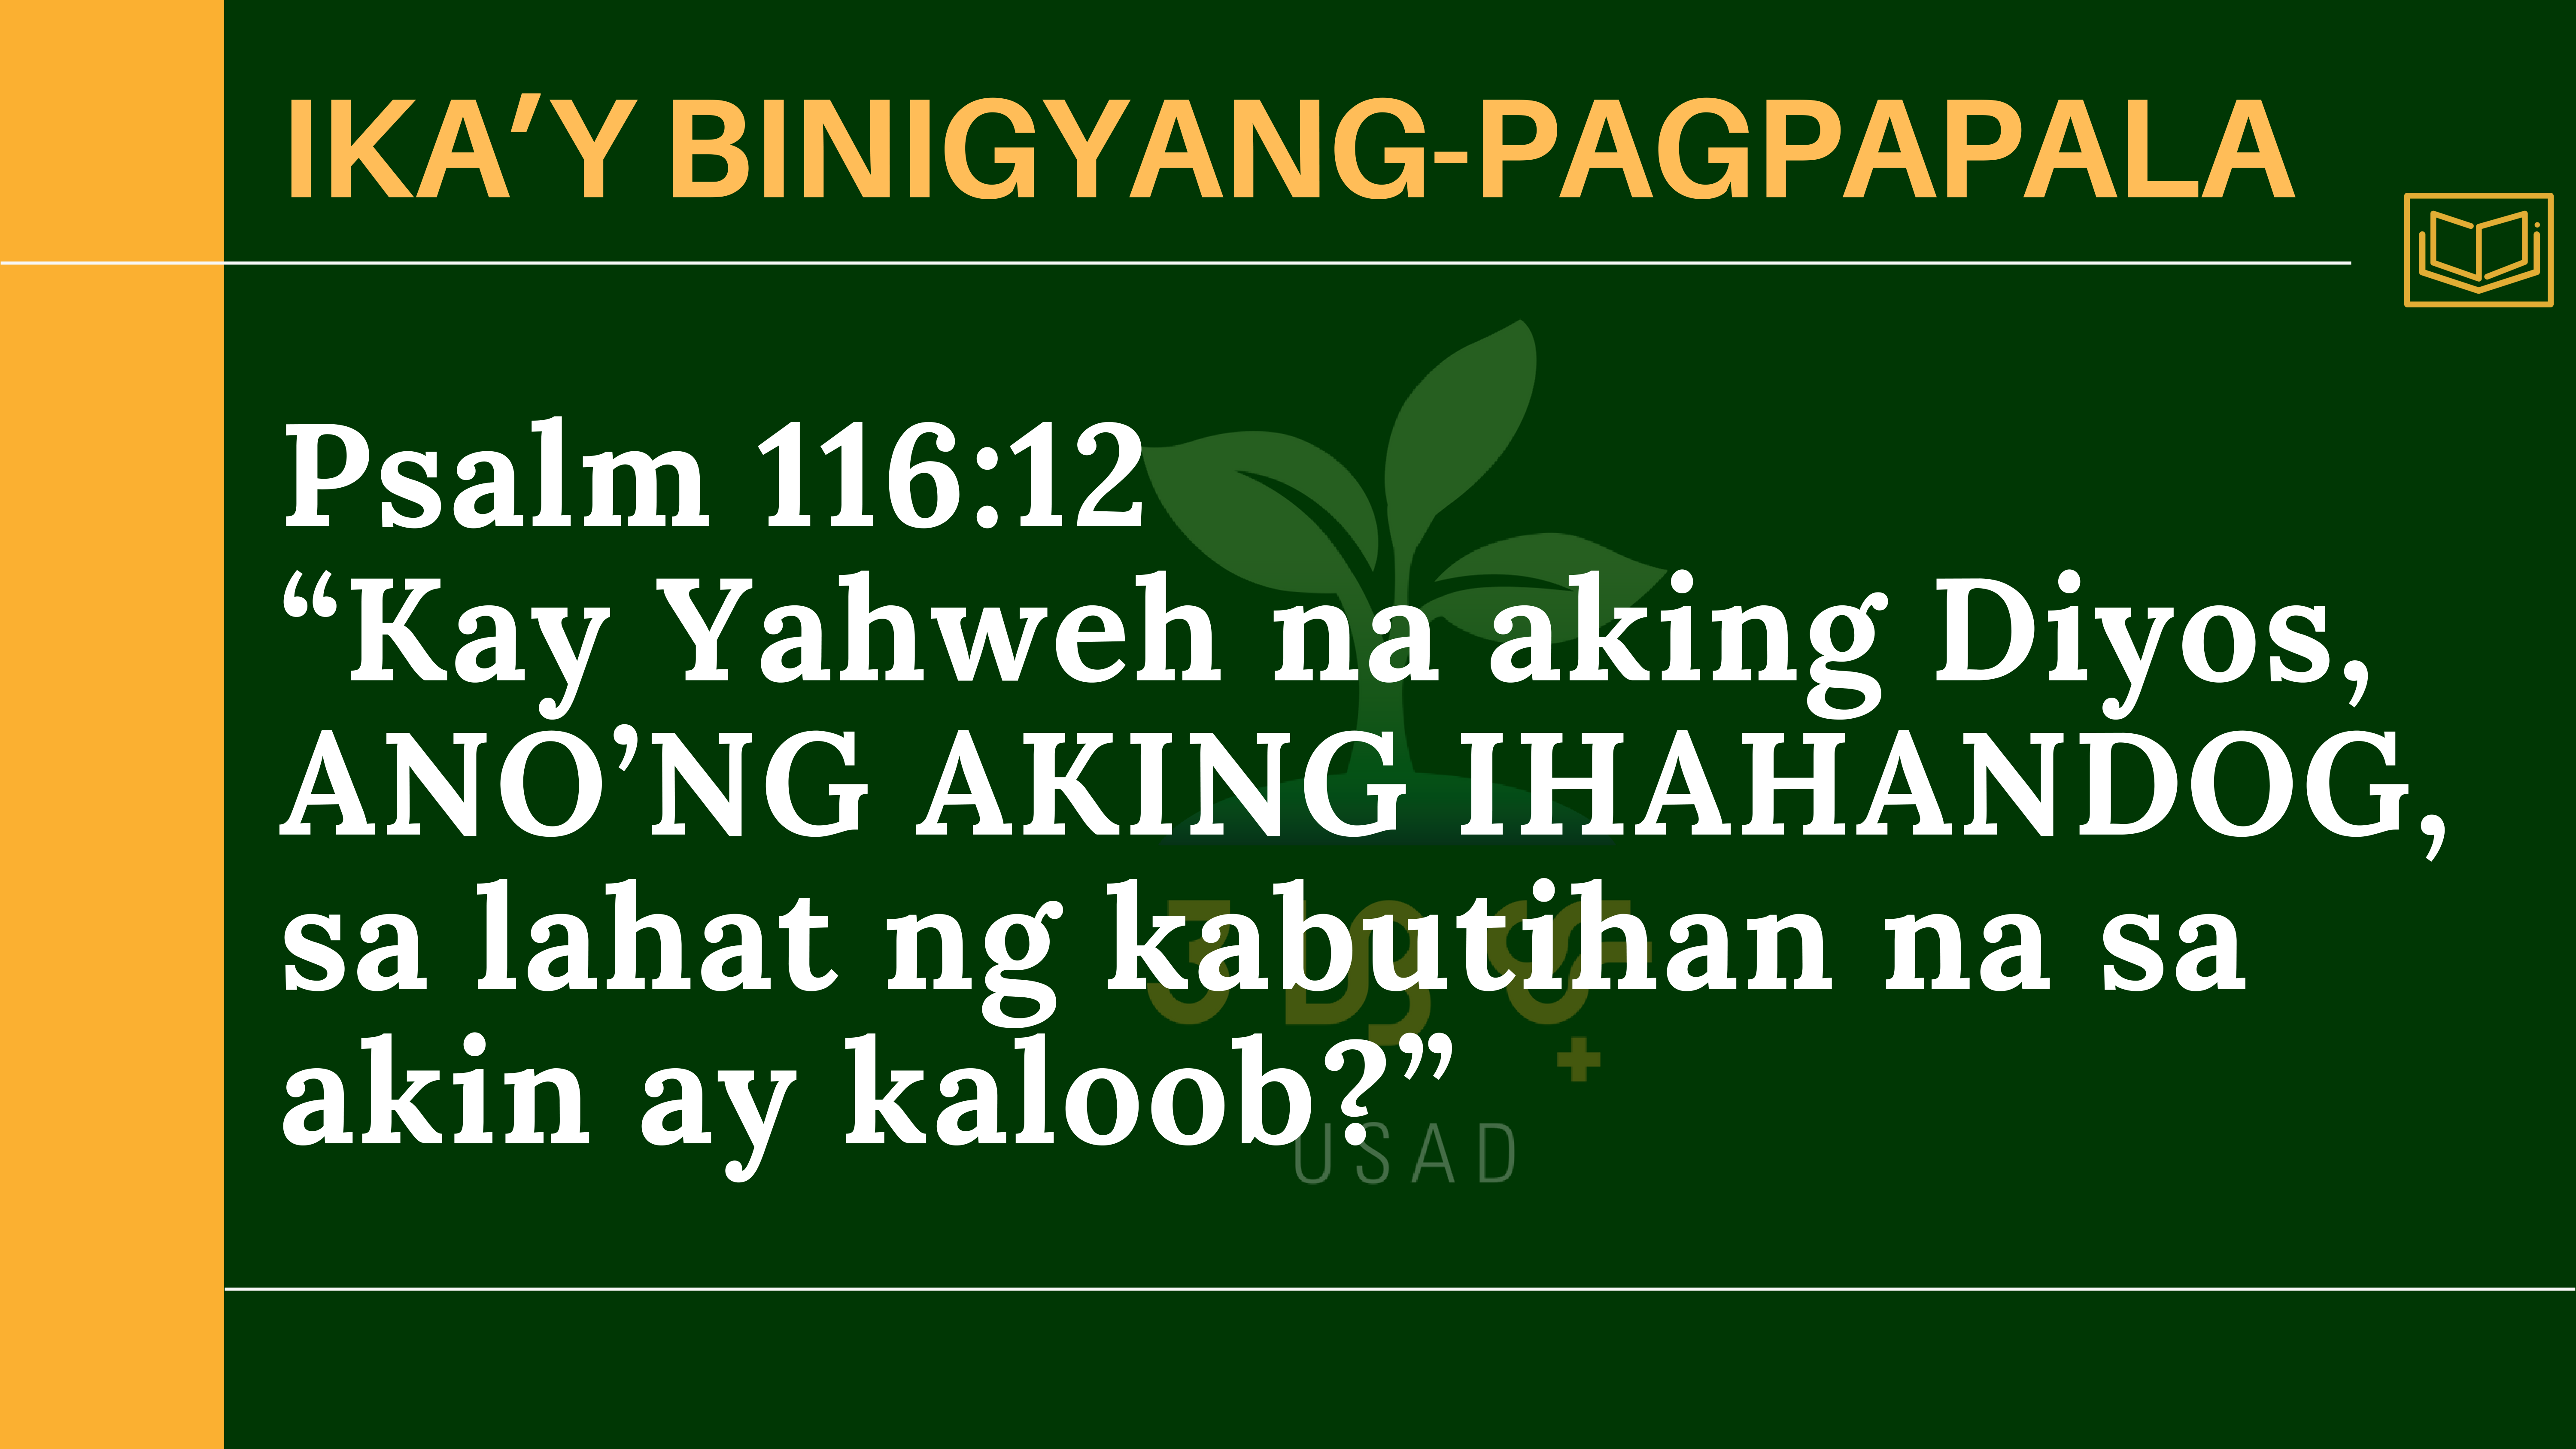 IKA’Y BINIGYANG-PAGPAPALA
Psalm 116:12
“Kay Yahweh na aking Diyos,
ANO’NG AKING IHAHANDOG,
sa lahat ng kabutihan na sa
akin ay kaloob?”
USAD